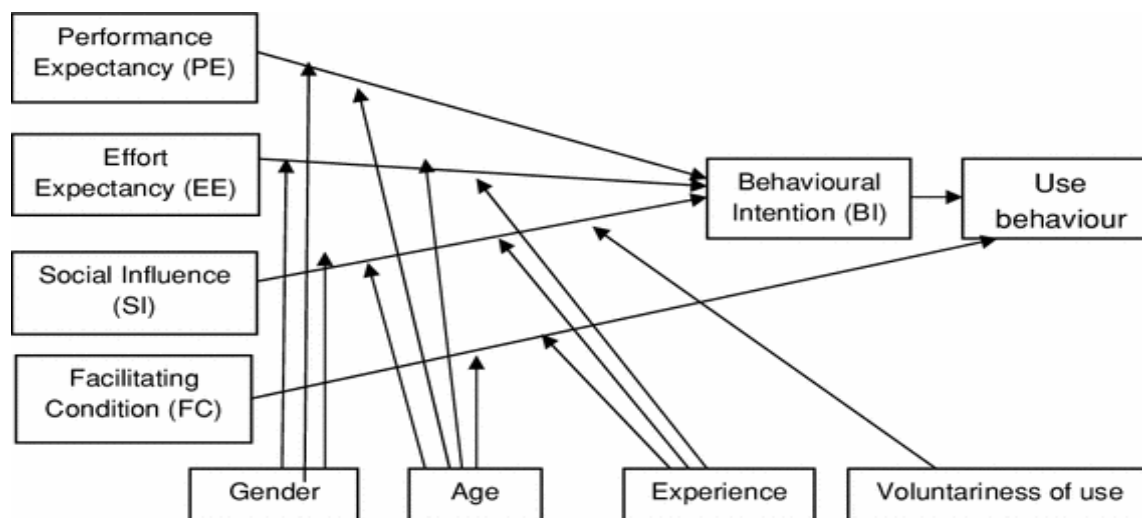 Performance
Expectancy (PE)
Effort
Expectancy (EE)
Behavioural
Intention (BI)
Use
behaviour
Social Influence
(SI)
Facilitating
Condition (FC)
Gender
Age
Experience
Voluntariness of use